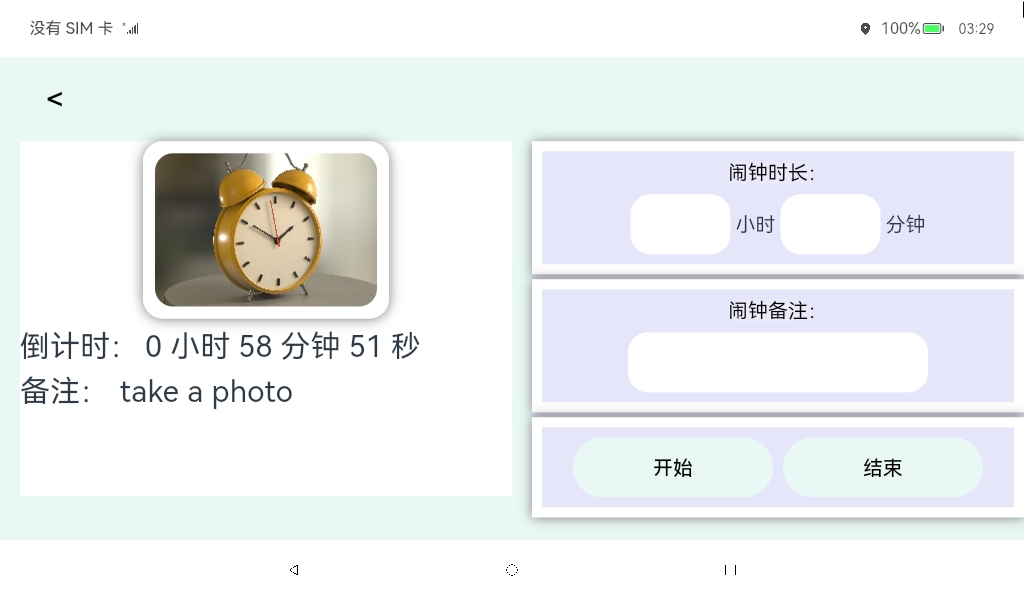 没有 SIM 卡
100% 03:29
<
倒计时： 0 小时 58 分钟 51 秒
备注： take a photo
闹钟时长：
小时 分钟
闹钟备注：
开始 结束